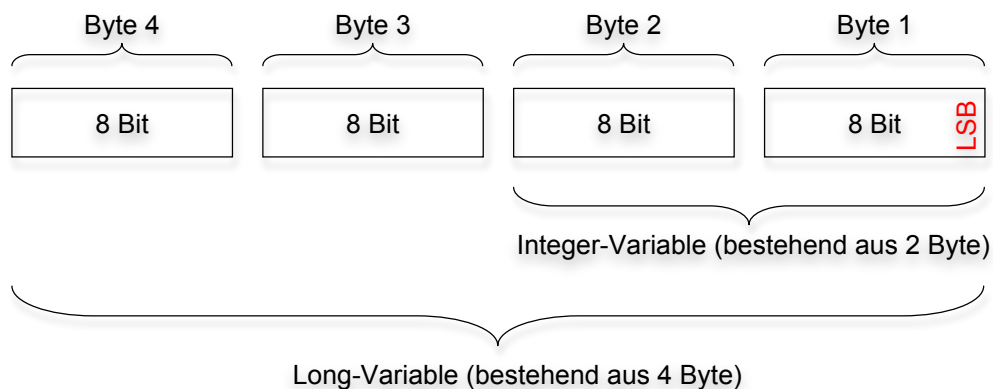 Byte 4 Byte 3 Byte 2 Byte 1
8 Bit 8 Bit 8 Bit 8 Bit LSB
Integer-Variable (bestehend aus 2 Byte)
Long-Variable (bestehend aus 4 Byte)